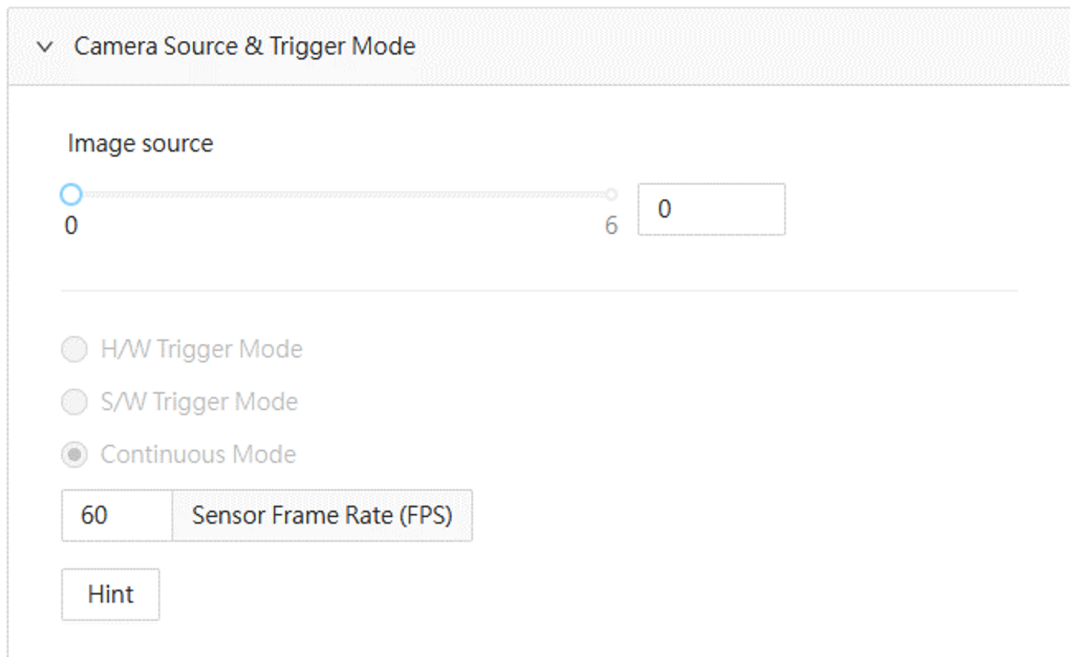 Camera Source & Trigger Mode
Image source
0 6 0
H/W Trigger Mode
S/W Trigger Mode
Continuous Mode
60 Sensor Frame Rate (FPS)
Hint